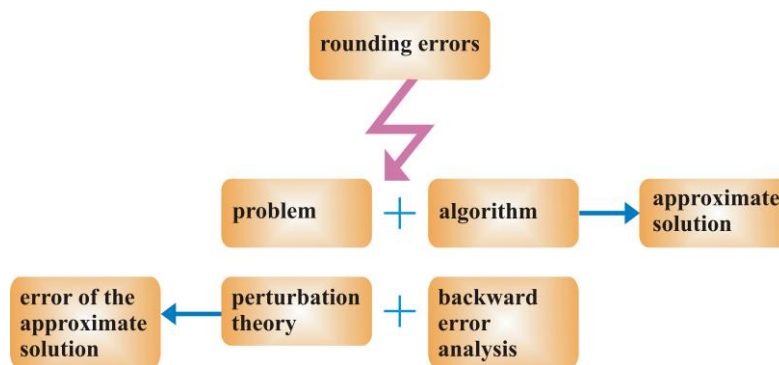 rounding errors
problem
+
algorithm
approximate
solution
error of the
approximate
solution
perturbation
theory
+
backward
error
analysis